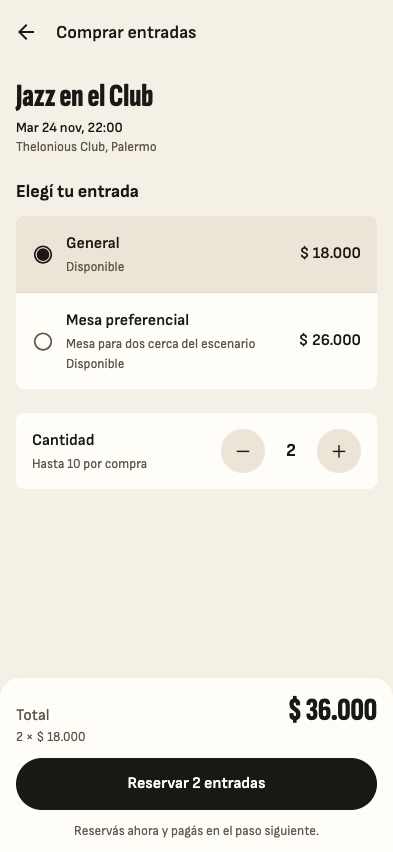 Comprar entradas
Jazz en el Club
Mar 24 nov, 22:00
Thelonious Club, Palermo
Elegí tu entrada
General
Disponible
$ 18.000
Mesa preferencial
Mesa para dos cerca del escenario
Disponible
$ 26.000
Cantidad
Hasta 10 por compra
2
Total
2 × $ 18.000
$ 36.000
Reservar 2 entradas
Reservás ahora y pagás en el paso siguiente.